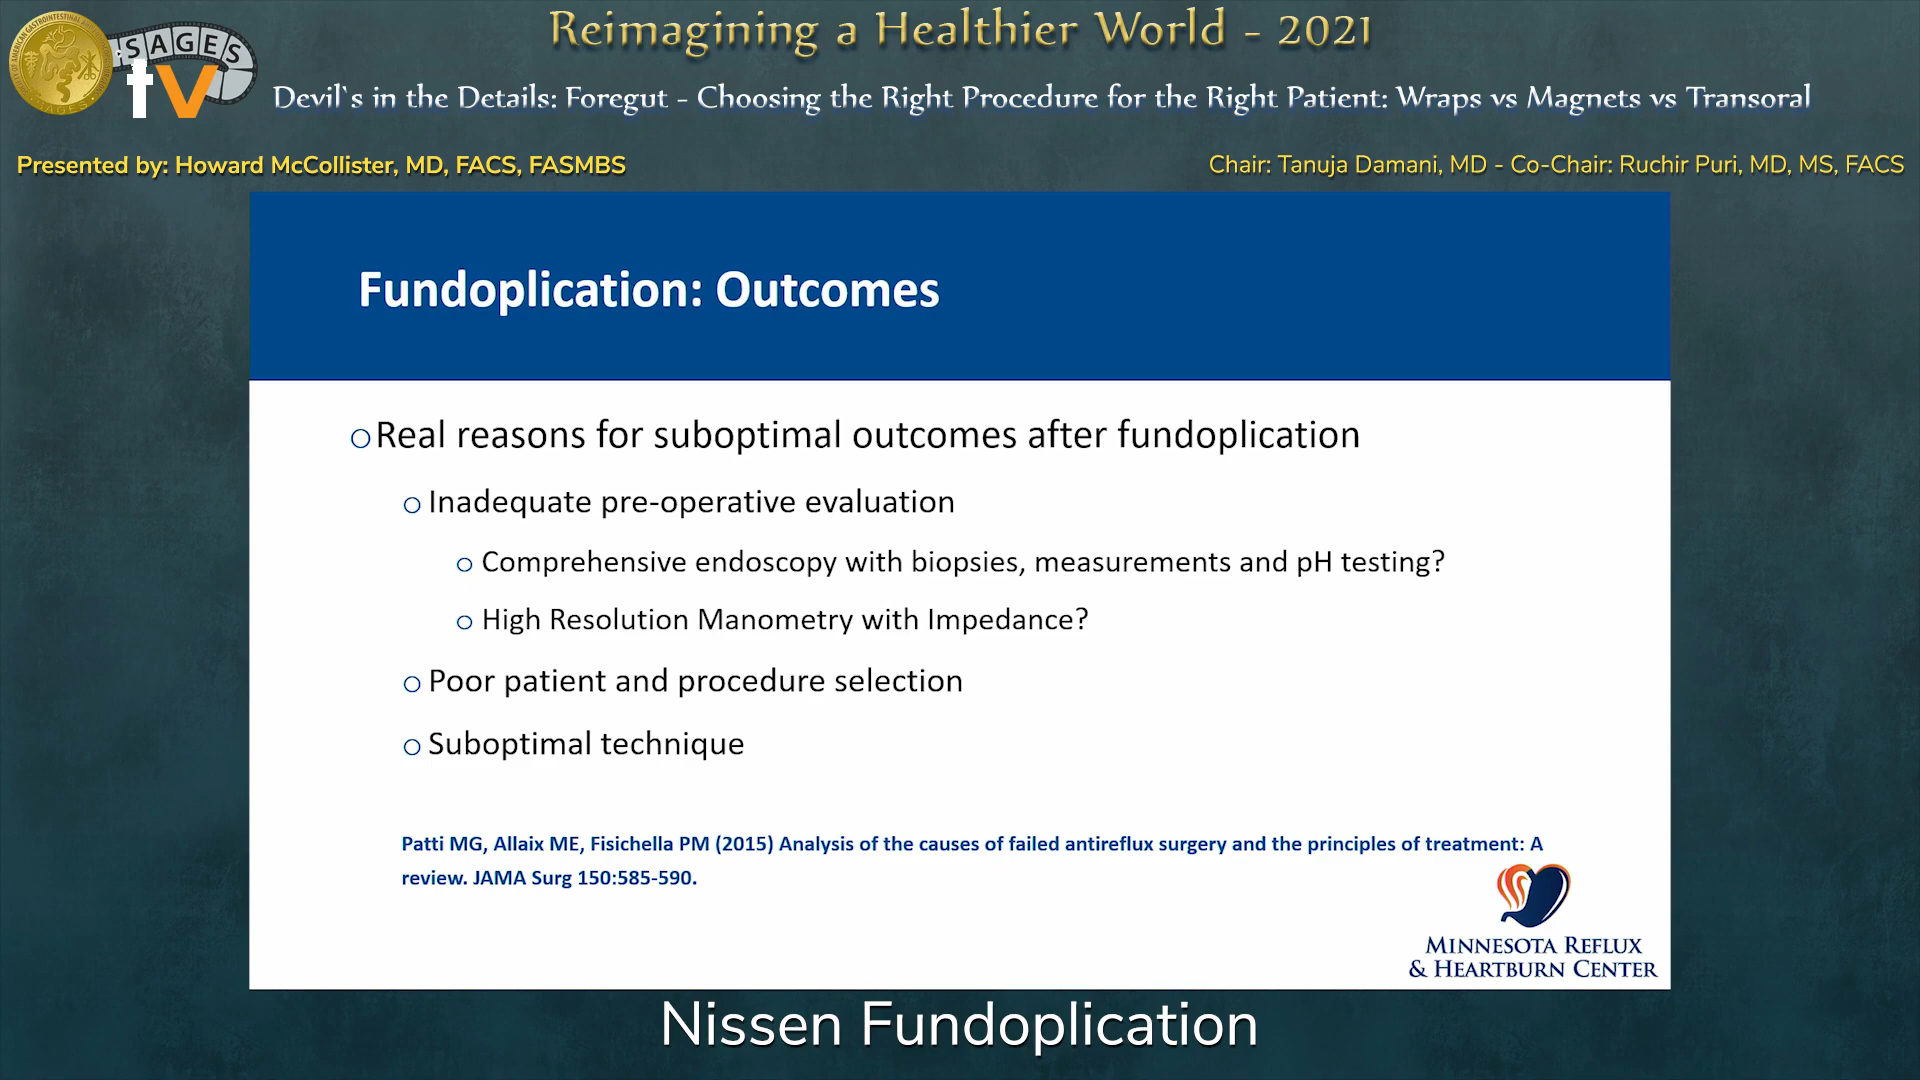 SAGES
tv
Reimagining a Healthier World - 2021
Devil`s in the Details: Foregut - Choosing the Right Procedure for the Right Patient: Wraps vs Magnets vs Transoral
Presented by: Howard McCollister, MD, FACS, FASMBS
Chair: Tanuja Damani, MD - Co-Chair: Ruchir Puri, MD, MS, FACS
Fundoplication: Outcomes
Real reasons for suboptimal outcomes after fundoplication
Inadequate pre-operative evaluation
Comprehensive endoscopy with biopsies, measurements and pH testing?
High Resolution Manometry with Impedance?
Poor patient and procedure selection
Suboptimal technique
Patti MG, Allaix ME, Fisichella PM (2015) Analysis of the causes of failed antireflux surgery and the principles of treatment: A
review. JAMA Surg 150:585-590.
MINNESOTA REFLUX
& HEARTBURN CENTER
Nissen Fundoplication